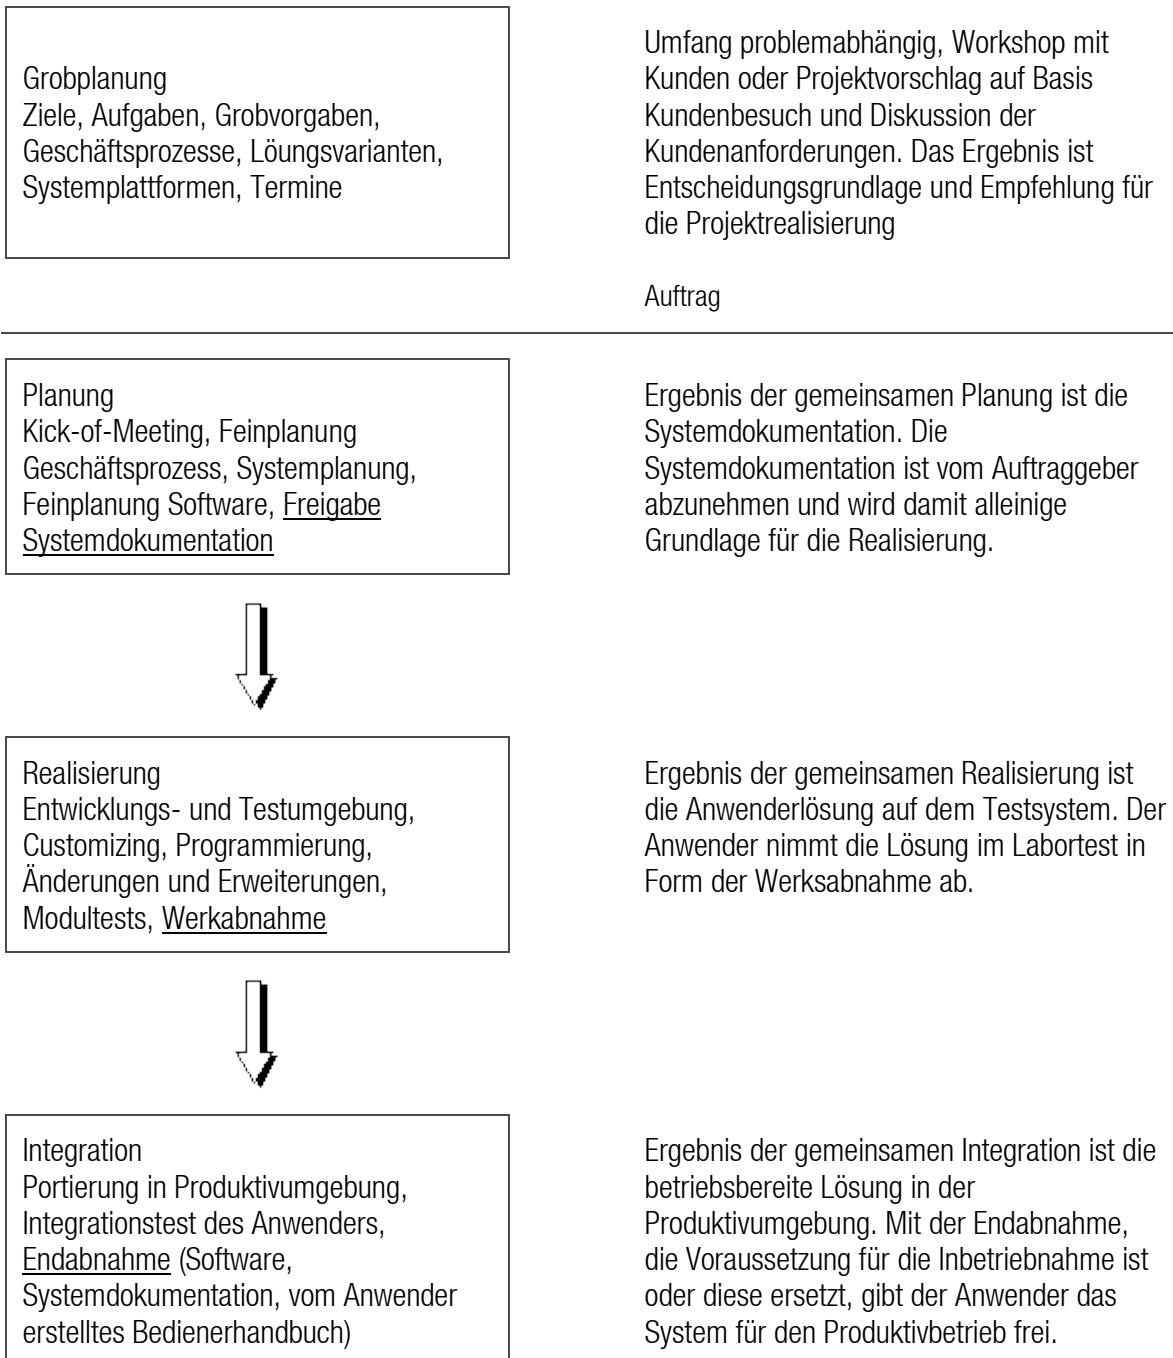 Grobplanung
Ziele, Aufgaben, Grobvorgaben,
Geschäftsprozesse, Löungsvarianten,
Systemplattformen, Termine
Umfang problemabhängig, Workshop mit
Kunden oder Projektvorschlag auf Basis
Kundenbesuch und Diskussion der
Kundenanforderungen. Das Ergebnis ist
Entscheidungsgrundlage und Empfehlung für
die Projektrealisierung
Auftrag
Planung
Kick-of-Meeting, Feinplanung
Geschäftsprozess, Systemplanung,
Feinplanung Software, Freigabe
Systemdokumentation
Ergebnis der gemeinsamen Planung ist die
Systemdokumentation. Die
Systemdokumentation ist vom Auftraggeber
abzunehmen und wird damit alleinige
Grundlage für die Realisierung.
Realisierung
Entwicklungs- und Testumgebung,
Customizing, Programmierung,
Änderungen und Erweiterungen,
Modultests, Werkabnahme
Ergebnis der gemeinsamen Realisierung ist
die Anwenderlösung auf dem Testsystem. Der
Anwender nimmt die Lösung im Labortest in
Form der Werksabnahme ab.
Integration
Portierung in Produktivumgebung,
Integrationstest des Anwenders,
Endabnahme (Software,
Systemdokumentation, vom Anwender
erstelltes Bedienerhandbuch)
Ergebnis der gemeinsamen Integration ist die
betriebsbereite Lösung in der
Produktivumgebung. Mit der Endabnahme,
die Voraussetzung für die Inbetriebnahme ist
oder diese ersetzt, gibt der Anwender das
System für den Produktivbetrieb frei.